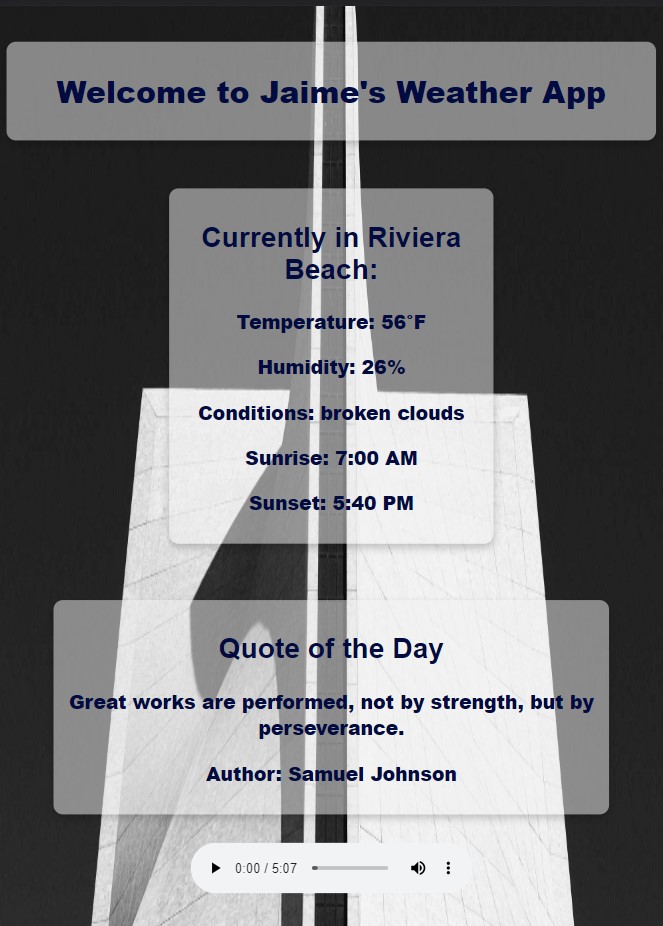 Welcome to Jaime's Weather App
Currently in Riviera
Beach:
Temperature: 56°F
Humidity: 26%
Conditions: broken clouds
Sunrise: 7:00 AM
Sunset: 5:40 PM
Quote of the Day
Great works are performed, not by strength, but by
perseverance.
Author: Samuel Johnson
0:00 / 5:07